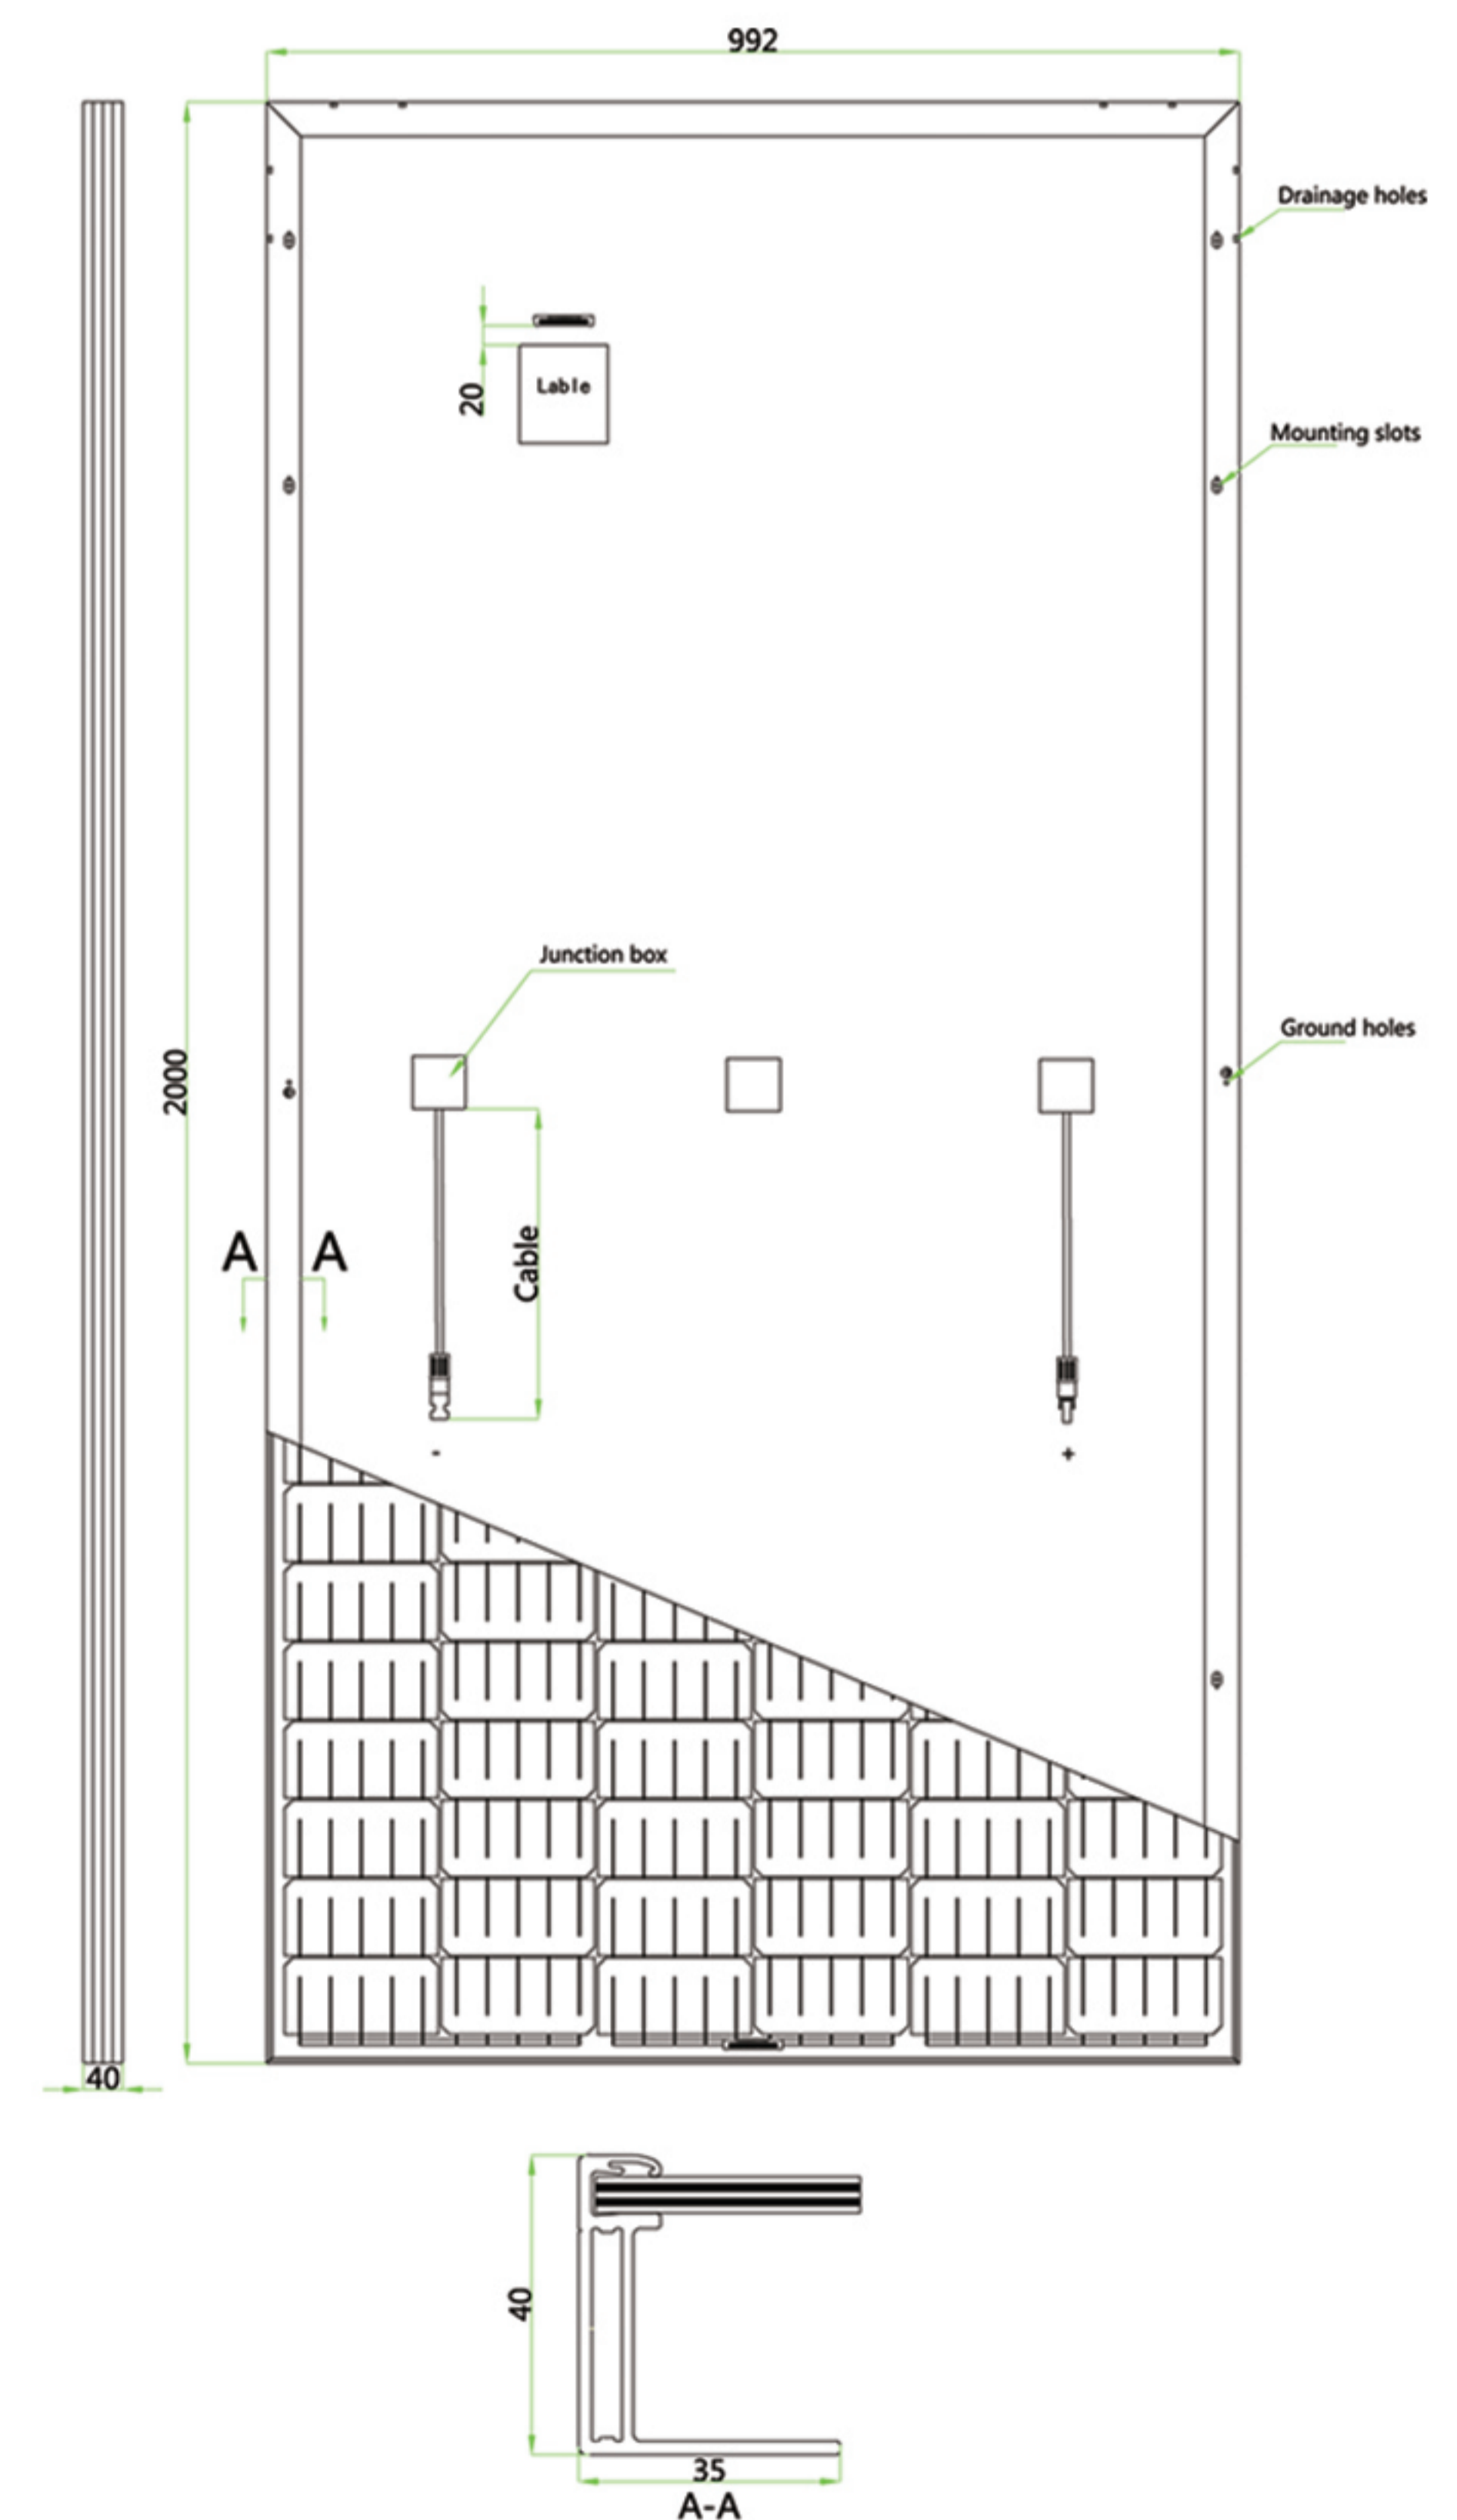 992
Drainage holes
20
Lable
Mounting slots
Junction box
Ground holes
2000
A A
Cable
- +
40
40
35
A-A